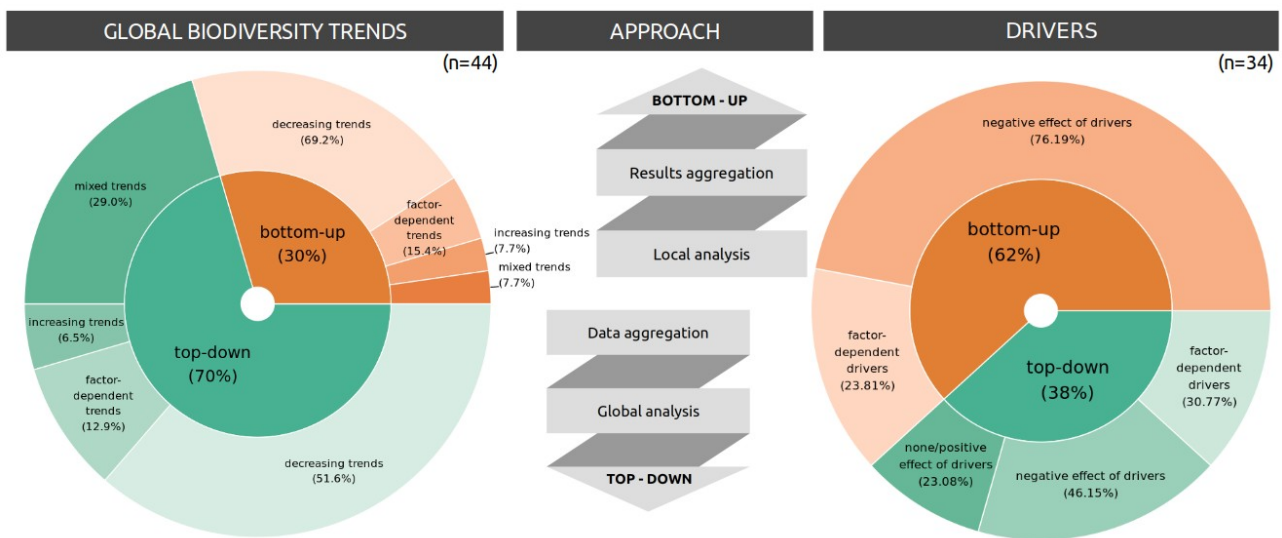 GLOBAL BIODIVERSITY TRENDS
(n=44)
decreasing trends
(69.2%)
mixed trends
(29.0%)
factor-
dependent
trends
(15.4%)
increasing trends
(7.7%)
mixed trends
(7.7%)
bottom-up
(30%)
increasing trends
(6.5%)
top-down
(70%)
factor-
dependent
trends
(12.9%)
decreasing trends
(51.6%)
APPROACH
BOTTOM - UP
Results aggregation
Local analysis
Data aggregation
Global analysis
TOP - DOWN
DRIVERS
(n=34)
negative effect of drivers
(76.19%)
bottom-up
(62%)
factor-
dependent
drivers
(23.81%)
top-down
(38%)
factor-
dependent
drivers
(30.77%)
none/positive
effect of drivers
(23.08%)
negative effect of drivers
(46.15%)